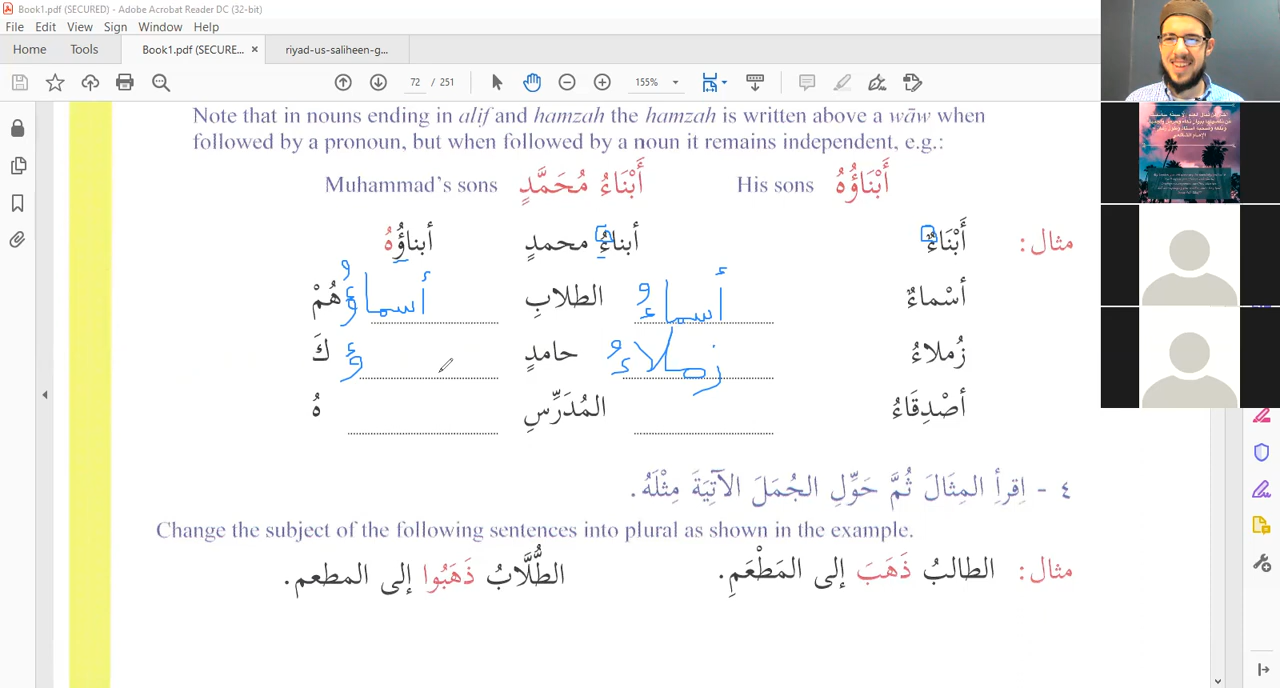 Book1.pdf (SECURED) - Adobe Acrobat Reader DC (32-bit)
File Edit View Sign Window Help
Home Tools Book1.pdf (SECURE... × riyad-us-saliheen-g...
72 / 251 155%
Note that in nouns ending in alif and hamzah the hamzah is written above a wāw when
followed by a pronoun, but when followed by a noun it remains independent, e.g.:
Muhammad's sons أَبْنَاءُ مُحَمَّدٍ His sons أَبْنَاؤُهُ
مثال: أَبْنَاءٌ أبناءُ محمدٍ أبناؤُهُ
أسْماءٌ أسماءُ الطلابِ أسماؤُهُمْ
زُملاءُ زملاءُ حامدٍ ؤ كَ
أصْدِقَاءُ المُدَرِّسِ هُ
٤ - اِقرأِ المِثَالَ ثُمَّ حَوِّلِ الجُمَلَ الآتِيَةَ مِثْلَهُ.
Change the subject of the following sentences into plural as shown in the example.
مثال: الطالبُ ذَهَبَ إلى المَطْعَمِ. الطُّلَّابُ ذَهَبُوا إلى المطعم.